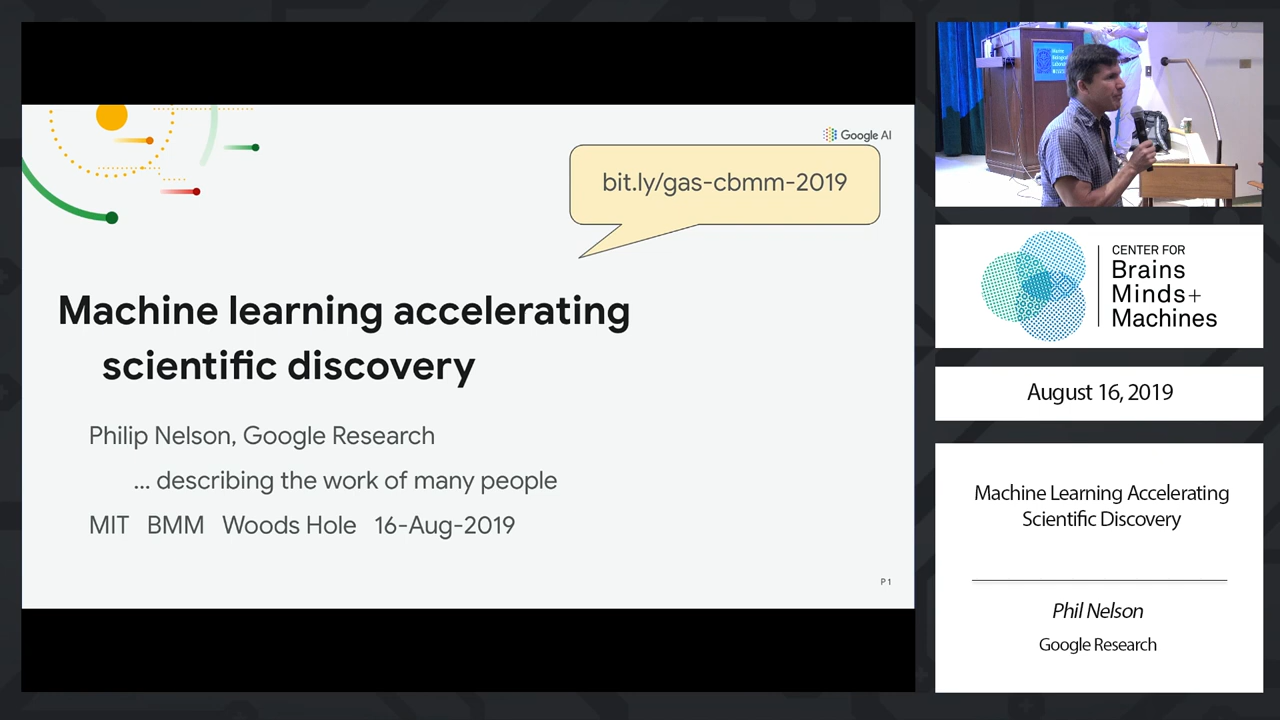 Google AI
bit.ly/gas-cbmm-2019
Machine learning accelerating
scientific discovery
Philip Nelson, Google Research
... describing the work of many people
MIT BMM Woods Hole 16-Aug-2019
P 1
CENTER FOR
Brains
Minds+
Machines
August 16, 2019
Machine Learning Accelerating
Scientific Discovery
Phil Nelson
Google Research